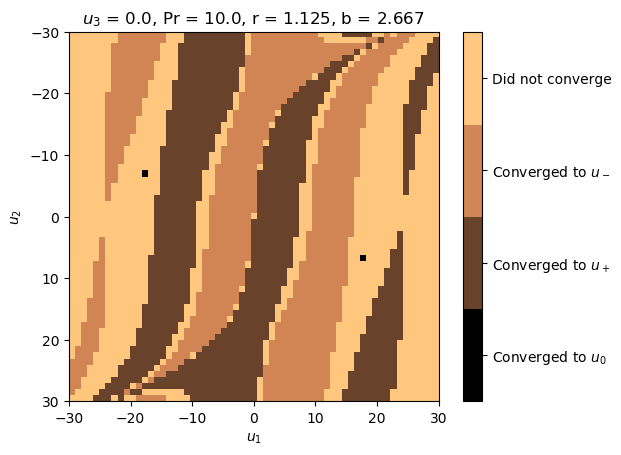 u₃ = 0.0, Pr = 10.0, r = 1.125, b = 2.667
−30
−20
−10
0
10
20
30
u₂
−30
−20
−10
0
10
20
30
u₁
Did not converge
Converged to u₋
Converged to u₊
Converged to u₀